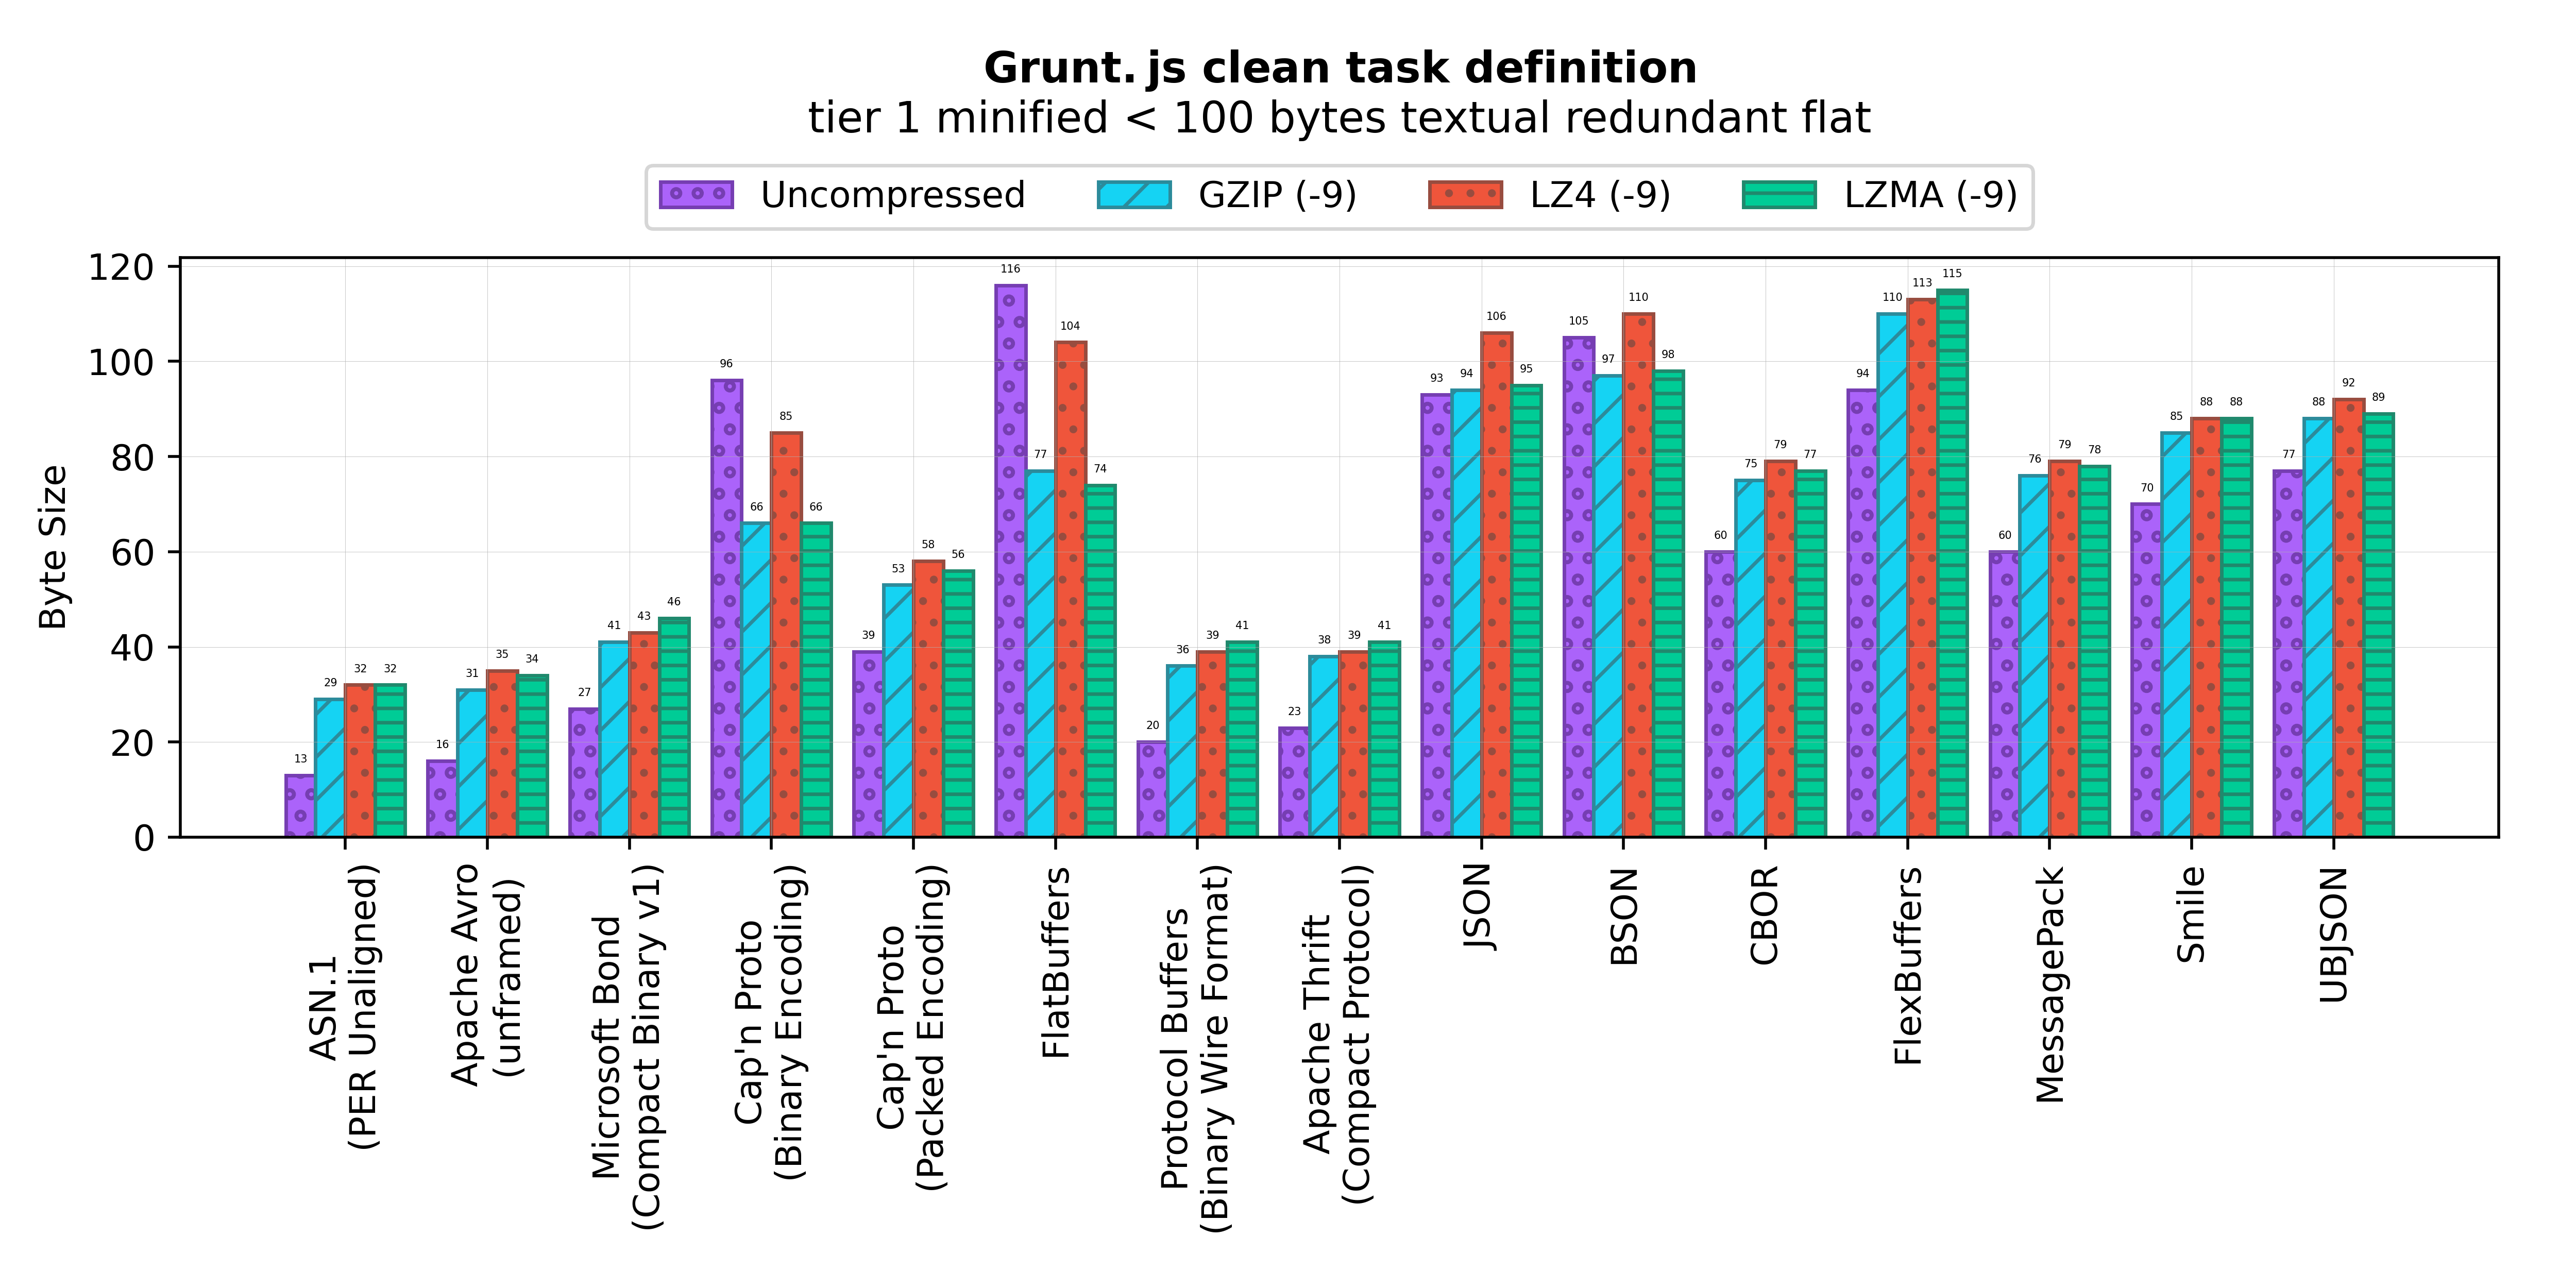 Grunt.js clean task definition
tier 1 minified < 100 bytes textual redundant flat
Uncompressed
GZIP (-9)
LZ4 (-9)
LZMA (-9)
Byte Size
120
100
80
60
40
20
0
13 29 32 32
16 31 35 34
27 41 43 46
96 66 85 66
39 53 58 56
116 77 104 74
20 36 39 41
23 38 39 41
93 94 106 95
105 97 110 98
60 75 79 77
94 110 113 115
60 76 79 78
70 85 88 88
77 88 92 89
ASN.1
(PER Unaligned)
Apache Avro
(unframed)
Microsoft Bond
(Compact Binary v1)
Cap'n Proto
(Binary Encoding)
Cap'n Proto
(Packed Encoding)
FlatBuffers
Protocol Buffers
(Binary Wire Format)
Apache Thrift
(Compact Protocol)
JSON
BSON
CBOR
FlexBuffers
MessagePack
Smile
UBJSON